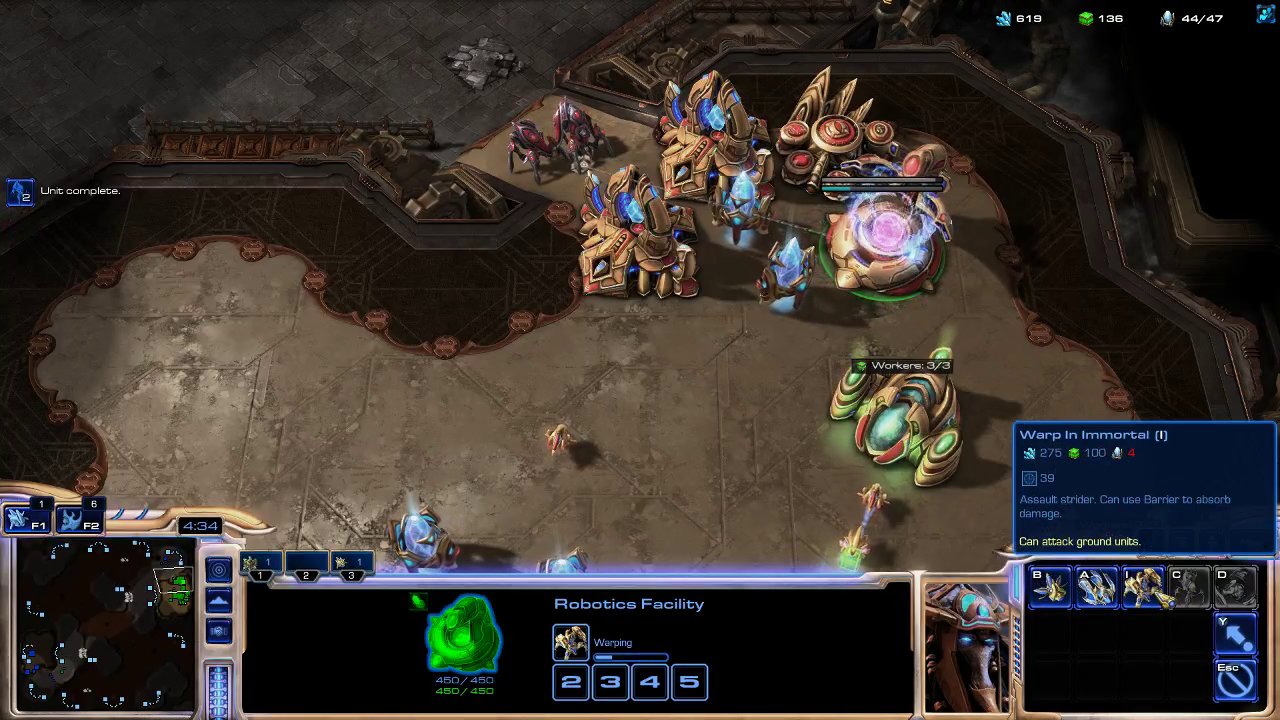 619 136 44/47
2 Unit complete.
Workers: 3/3
Warp In Immortal (I)
275 100 4
39
Assault strider. Can use Barrier to absorb
damage.
Can attack ground units.
1 6
F1 F2
4:34
1 1
1 2 3
Robotics Facility
Warping
2 3 4 5
450 / 450
450 / 450
B A C D
Y
Esc